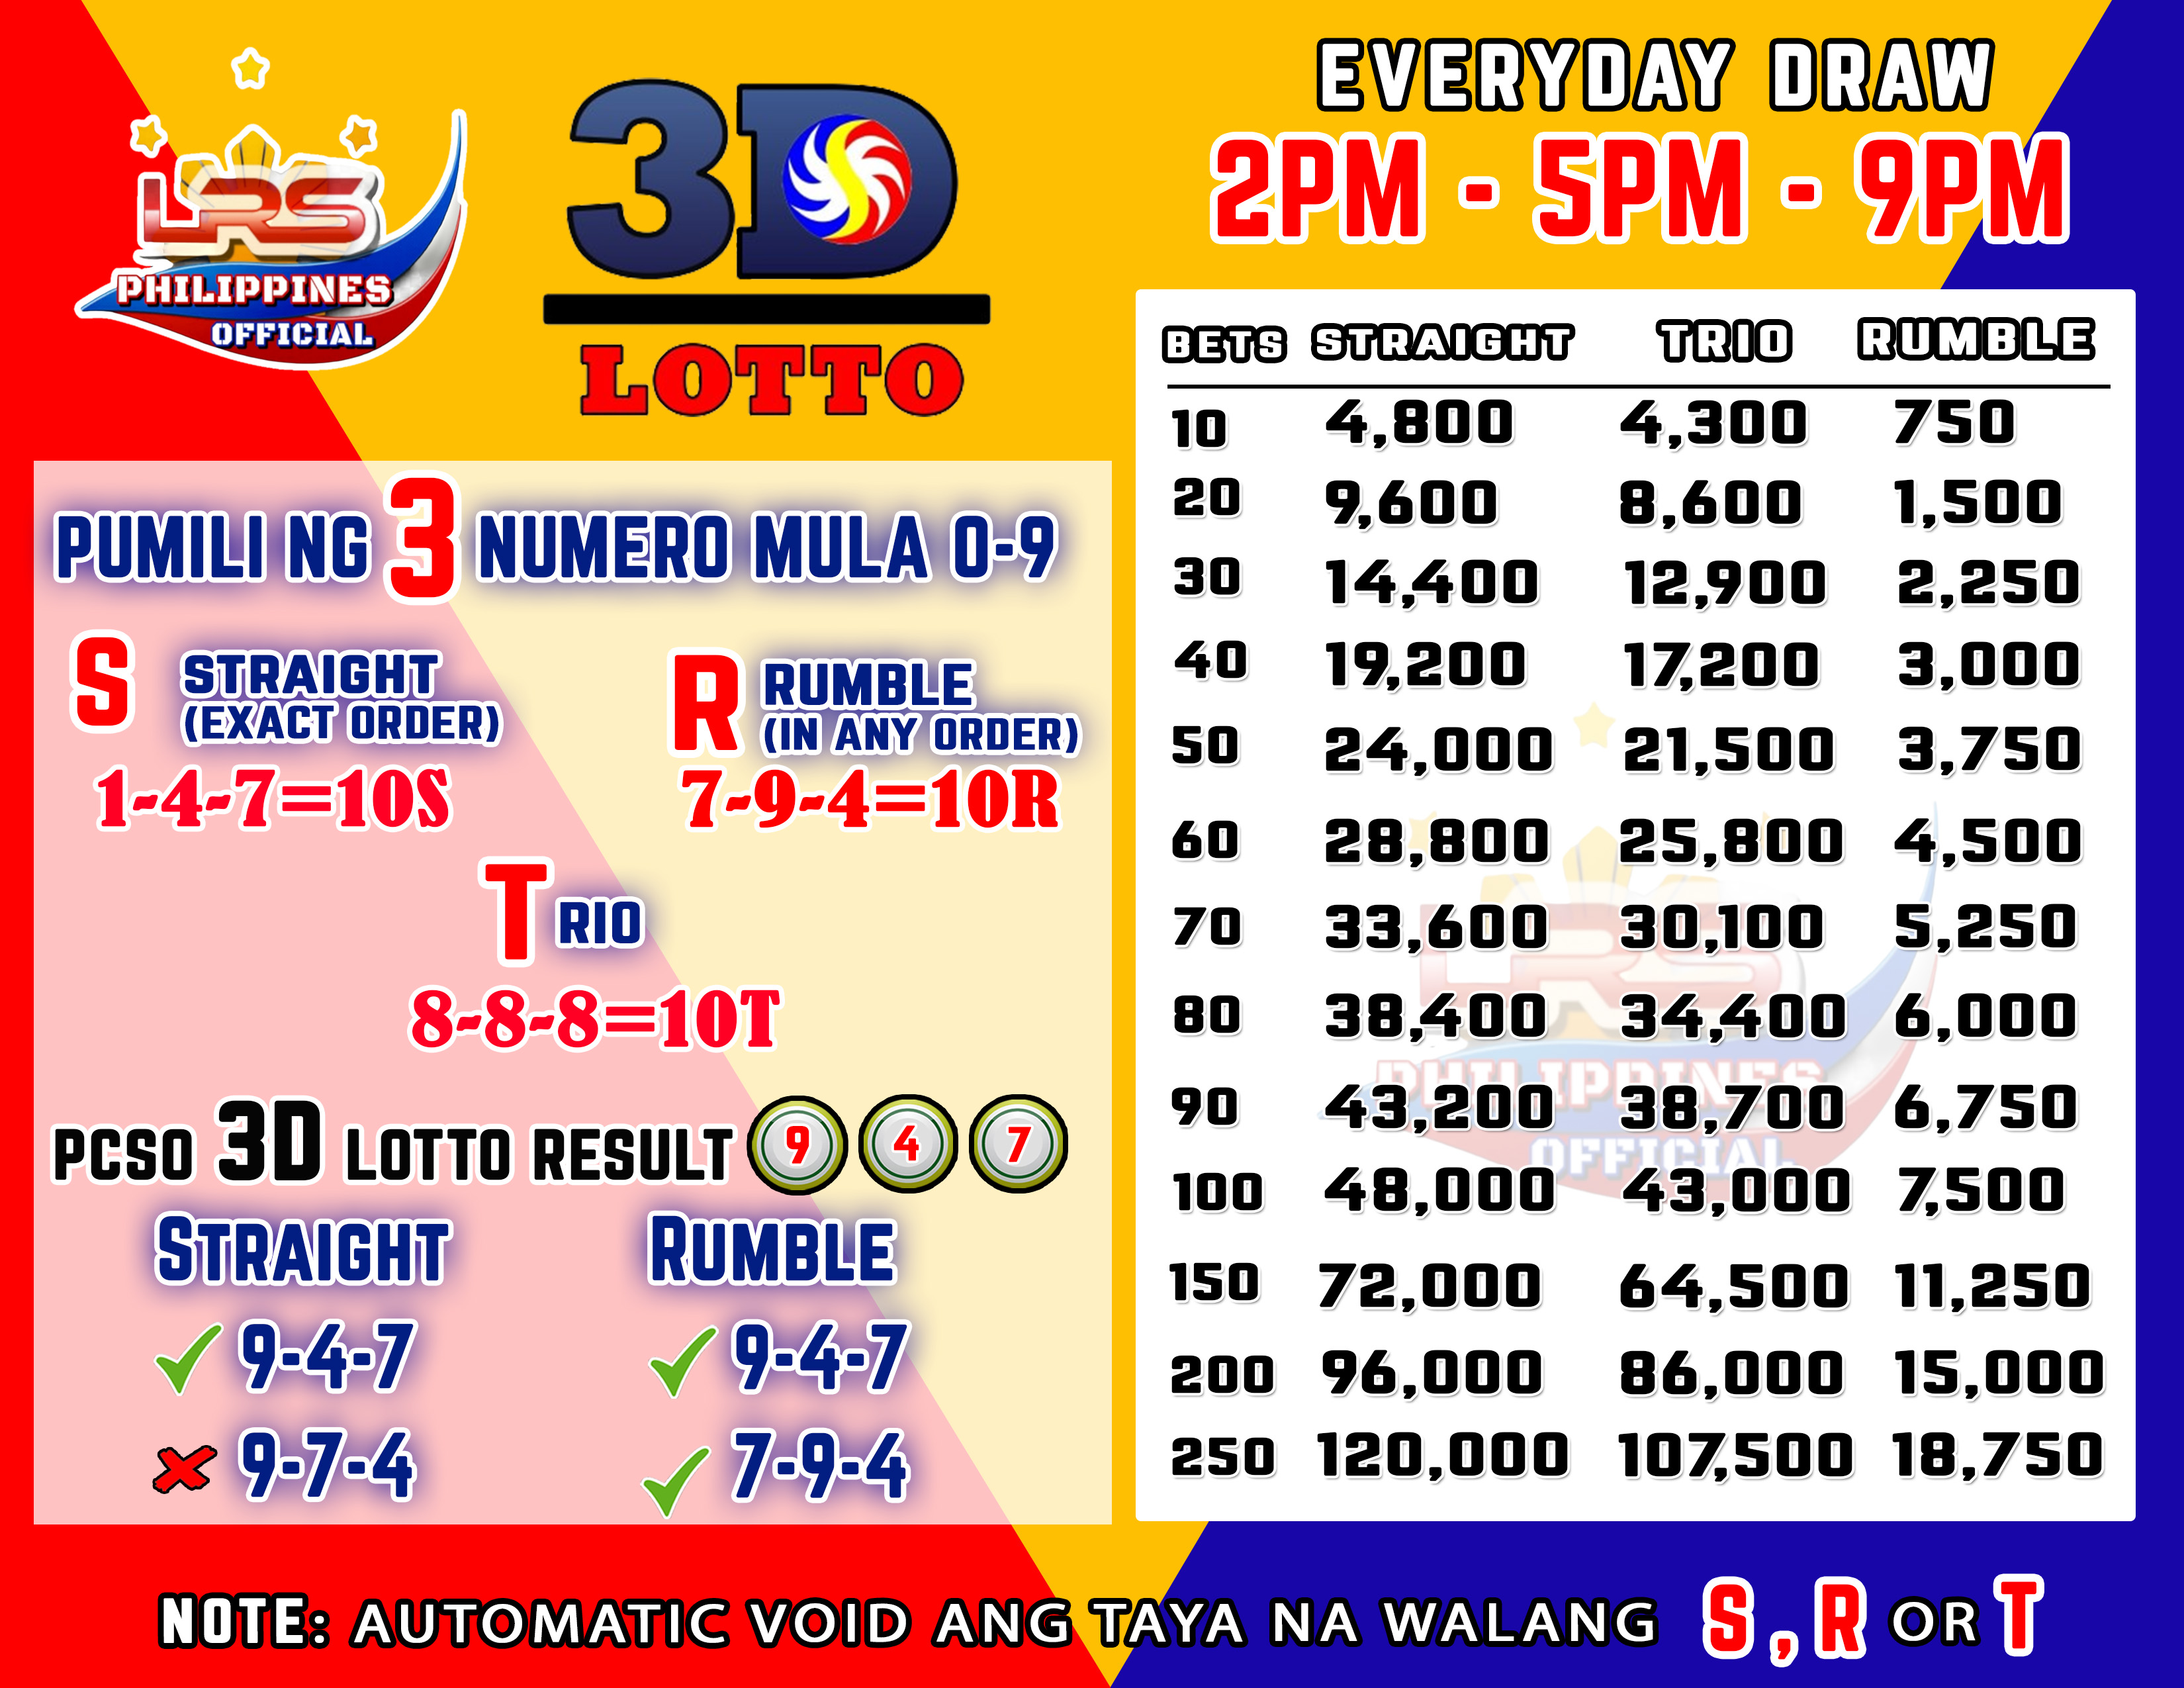 LRS
PHILIPPINES
OFFICIAL
3D
LOTTO
EVERYDAY DRAW
2PM - 5PM - 9PM
PUMILI NG 3 NUMERO MULA 0-9
S STRAIGHT
(EXACT ORDER)
1-4-7=10S
R RUMBLE
(IN ANY ORDER)
7-9-4=10R
TRIO
8-8-8=10T
PCSO 3D LOTTO RESULT 9 4 7
STRAIGHT RUMBLE
9-4-7 9-4-7
9-7-4 7-9-4
BETS STRAIGHT TRIO RUMBLE
10 4,800 4,300 750
20 9,600 8,600 1,500
30 14,400 12,900 2,250
40 19,200 17,200 3,000
50 24,000 21,500 3,750
60 28,800 25,800 4,500
70 33,600 30,100 5,250
80 38,400 34,400 6,000
90 43,200 38,700 6,750
100 48,000 43,000 7,500
150 72,000 64,500 11,250
200 96,000 86,000 15,000
250 120,000 107,500 18,750
LRS
PHILIPPINES
OFFICIAL
NOTE: AUTOMATIC VOID ANG TAYA NA WALANG S, R OR T